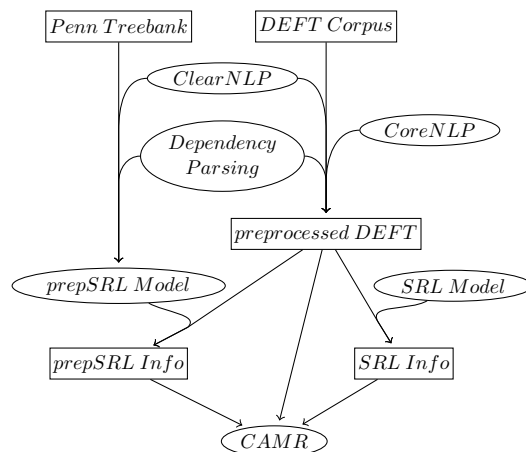 Penn Treebank
DEFT Corpus
ClearNLP
CoreNLP
Dependency
Parsing
preprocessed DEFT
prepSRL Model
SRL Model
prepSRL Info
SRL Info
CAMR